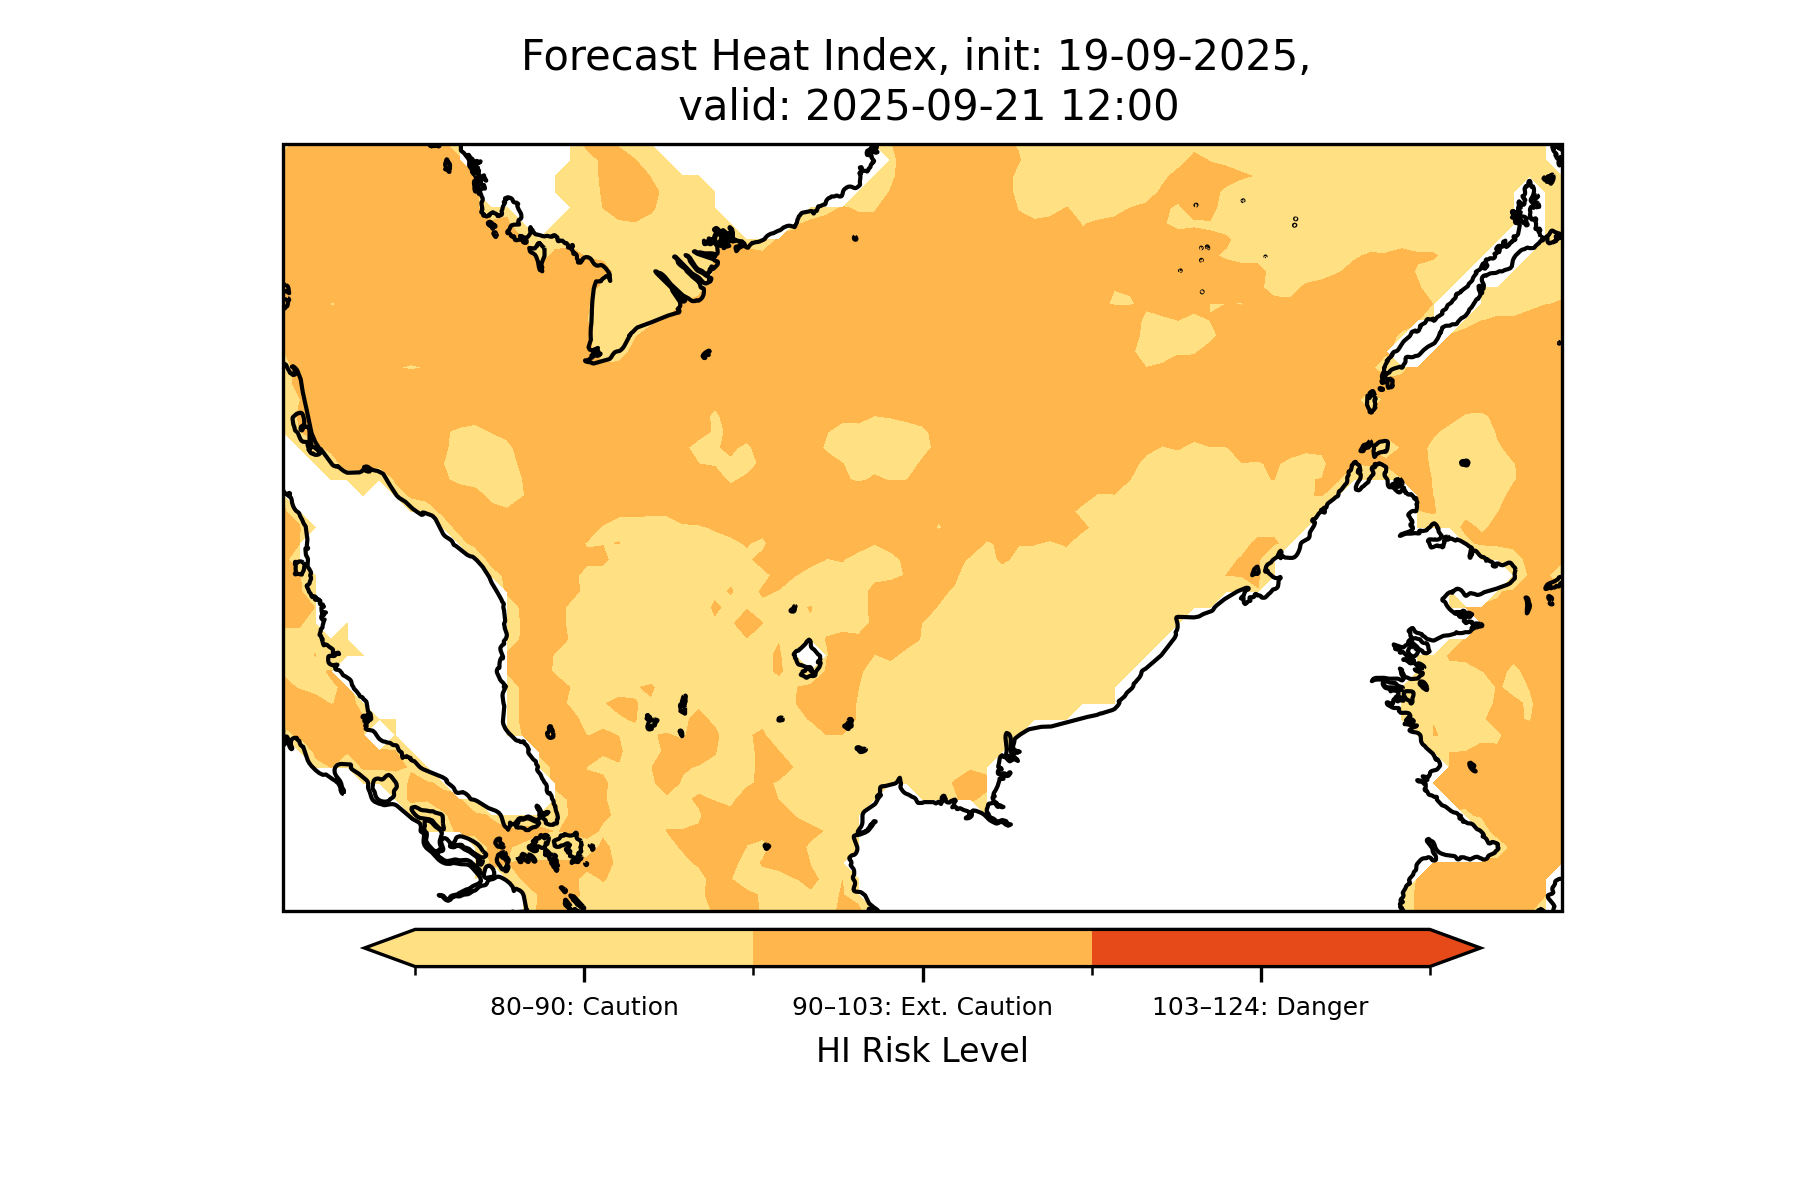 Forecast Heat Index, init: 19-09-2025,
valid: 2025-09-21 12:00
80–90: Caution
90–103: Ext. Caution
103–124: Danger
HI Risk Level